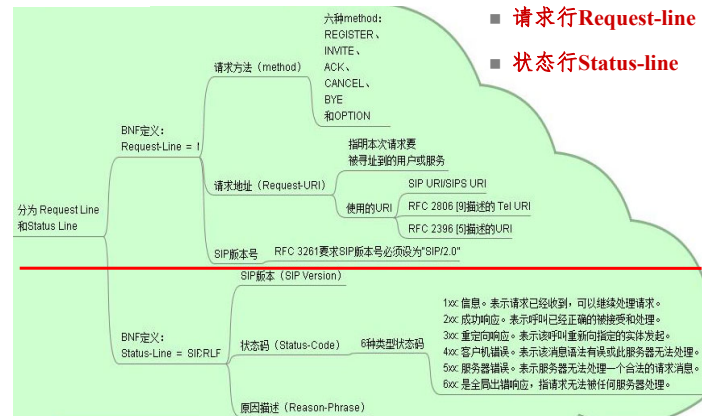 ■ 请求行Request-line
■ 状态行Status-line
六种method:
REGISTER、
INVITE、
ACK、
CANCEL、
BYE
和OPTION
请求方法（method）
BNF定义：
Request-Line =
指明本次请求要
被寻址到的用户或服务
请求地址（Request-URI）
SIP URI/SIPS URI
使用的URI
RFC 2806 [9]描述的 Tel URI
RFC 2396 [5]描述的URI
分为 Request Line
和Status Line
SIP版本号
RFC 3261要求SIP版本号必须设为"SIP/2.0"
SIP版本（SIP Version）
BNF定义：
Status-Line = SIERLF
状态码（Status-Code）
6种类型状态码
1xx 信息。表示请求已经收到，可以继续处理请求。
2xx 成功响应。表示呼叫已经正确的被接受和处理。
3xx 重定向响应。表示该呼叫重新向指定的实体发起。
4xx 客户机错误。表示该消息语法有误或此服务器无法处理。
5xx 服务器错误。表示服务器无法处理一个合法的请求消息。
6xx 是全局出错响应，指请求无法被任何服务器处理。
原因描述（Reason-Phrase）